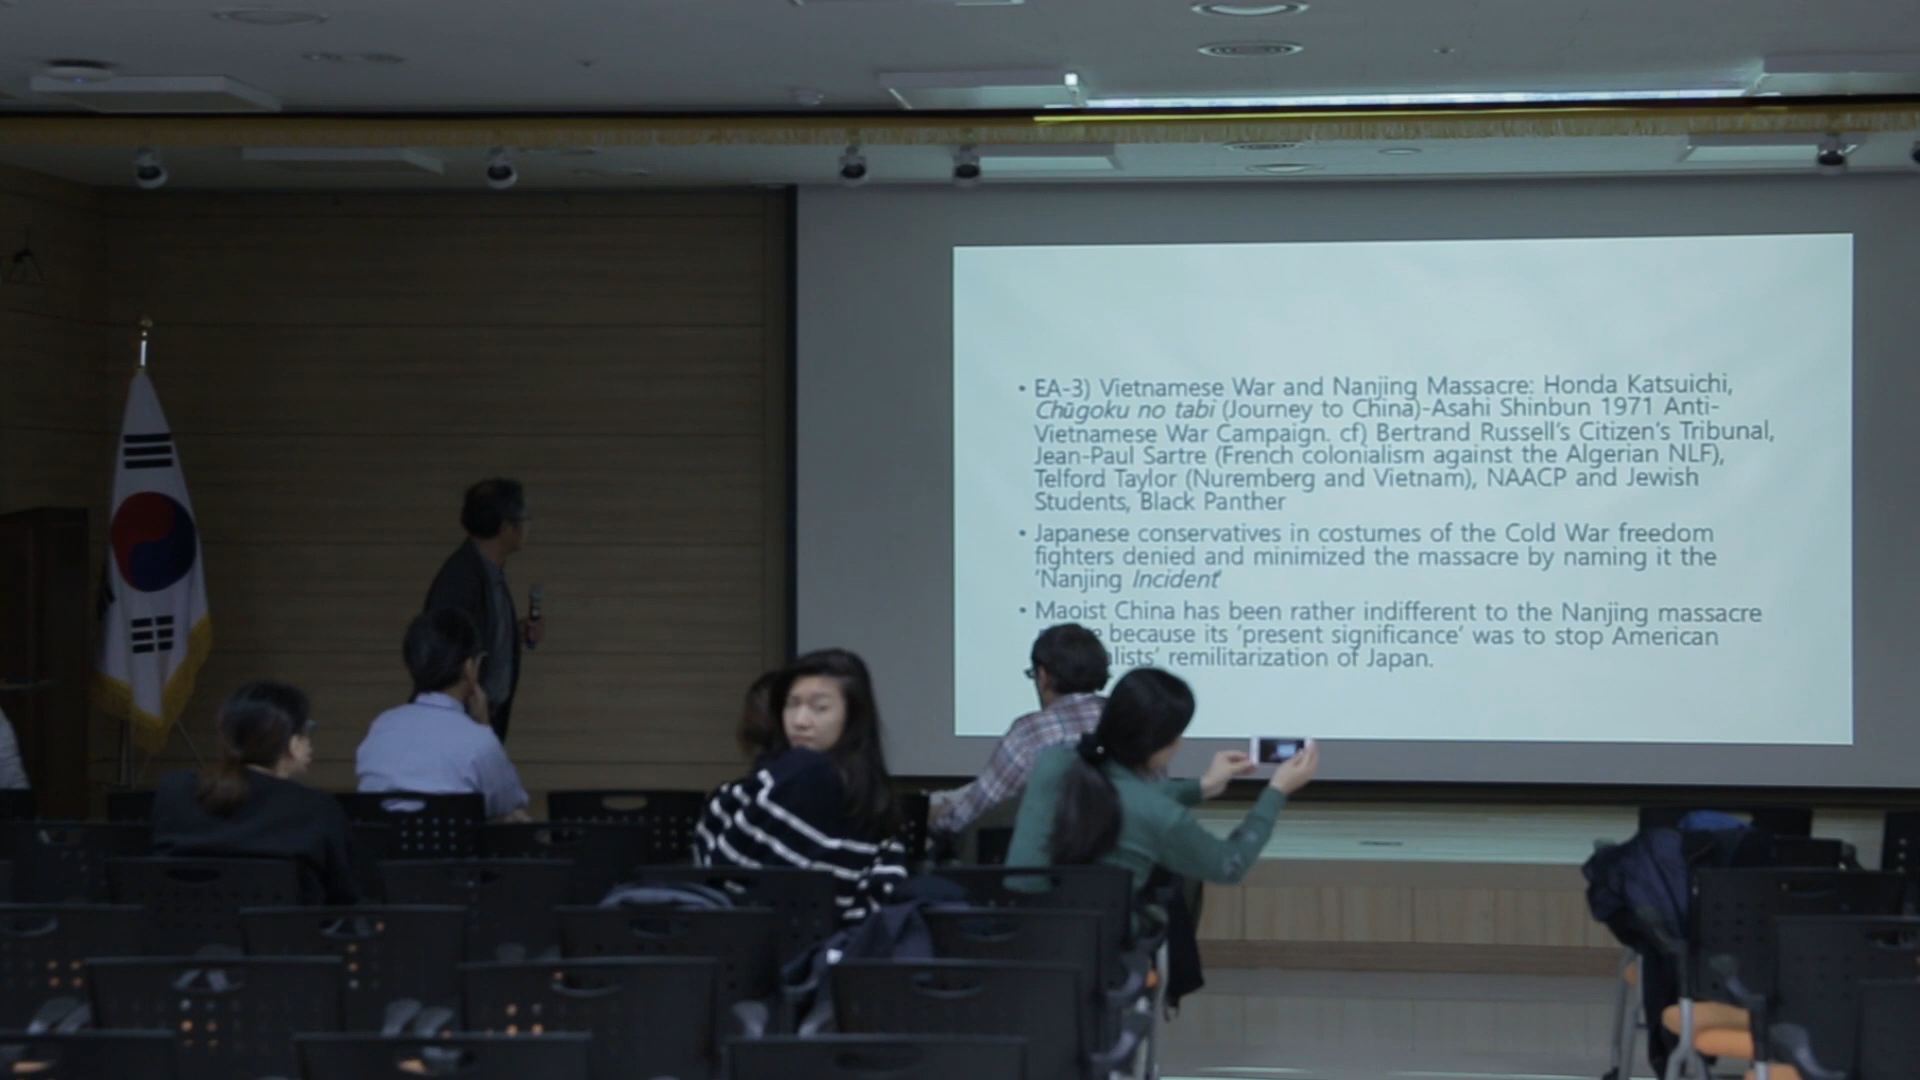 • EA-3) Vietnamese War and Nanjing Massacre: Honda Katsuichi,
Chūgoku no tabi (Journey to China)-Asahi Shinbun 1971 Anti-
Vietnamese War Campaign. cf) Bertrand Russell's Citizen's Tribunal,
Jean-Paul Sartre (French colonialism against the Algerian NLF),
Telford Taylor (Nuremberg and Vietnam), NAACP and Jewish
Students, Black Panther
• Japanese conservatives in costumes of the Cold War freedom
fighters denied and minimized the massacre by naming it the
'Nanjing Incident'
• Maoist China has been rather indifferent to the Nanjing massacre
because its 'present significance' was to stop American
remilitarization of Japan.